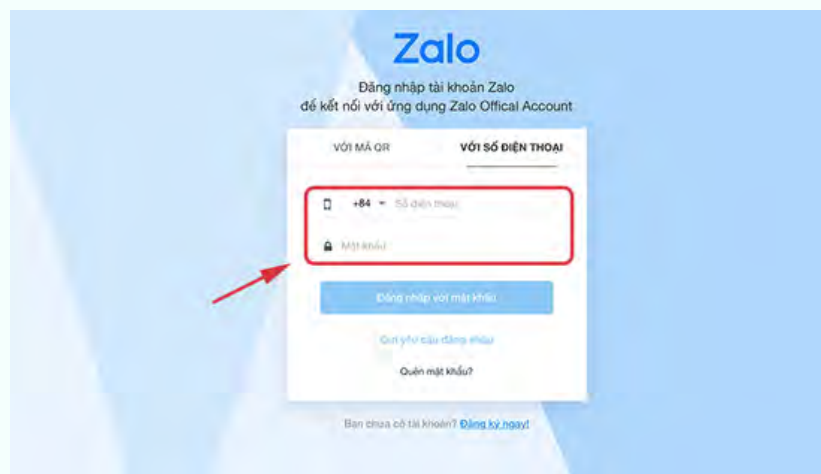 Zalo
Đăng nhập tài khoản Zalo
để kết nối với ứng dụng Zalo Offical Account
VỚI MÃ QR
VỚI SỐ ĐIỆN THOẠI
+84 Số điện thoại
Mật khẩu
Đăng nhập với mật khẩu
Gửi yêu cầu đăng nhập
Quên mật khẩu?
Bạn chưa có tài khoản? Đăng ký ngay!